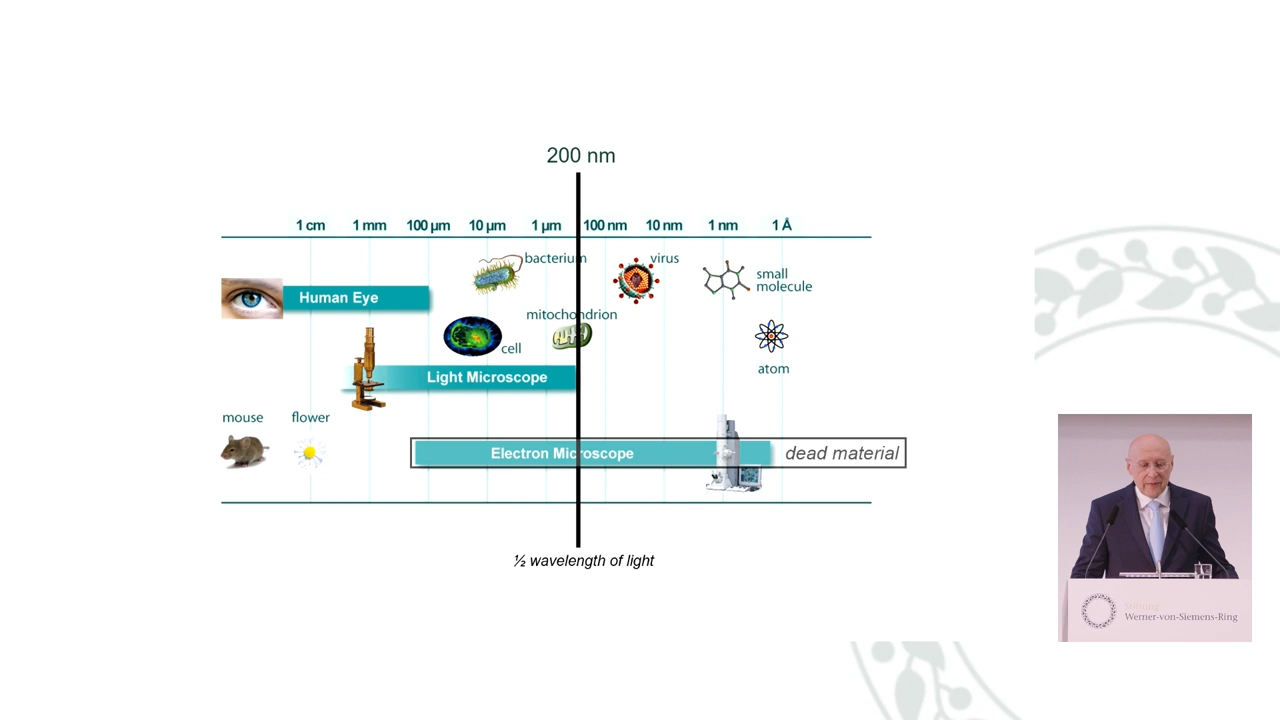 200 nm
1 cm 1 mm 100 µm 10 µm 1 µm 100 nm 10 nm 1 nm 1 Å
bacterium virus
small
molecule
Human Eye
mitochondrion
cell
atom
Light Microscope
mouse flower
Electron Microscope dead material
½ wavelength of light
Stiftung
Werner-von-Siemens-Ring